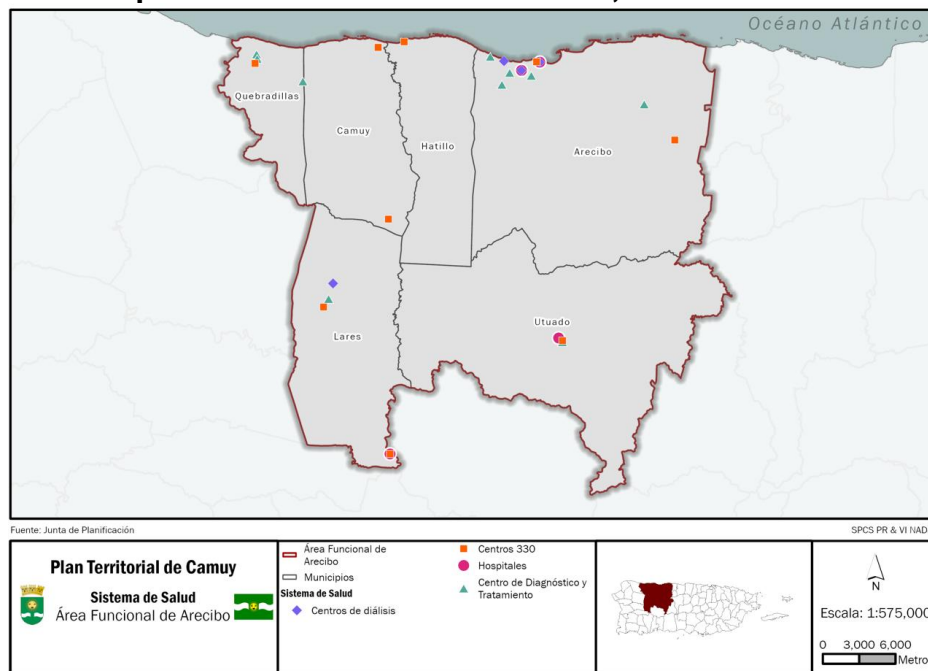 Océano Atlántico
Quebradillas
Camuy
Hatillo
Arecibo
Utuado
Lares
Fuente: Junta de Planificación
SPCS PR & VI NAD
Plan Territorial de Camuy
Sistema de Salud
Área Funcional de Arecibo
Área Funcional de
Arecibo
Municipios
Sistema de Salud
Centros de diálisis
Centros 330
Hospitales
Centro de Diagnóstico y
Tratamiento
N
Escala: 1:575,000
0 3,000 6,000
Metro